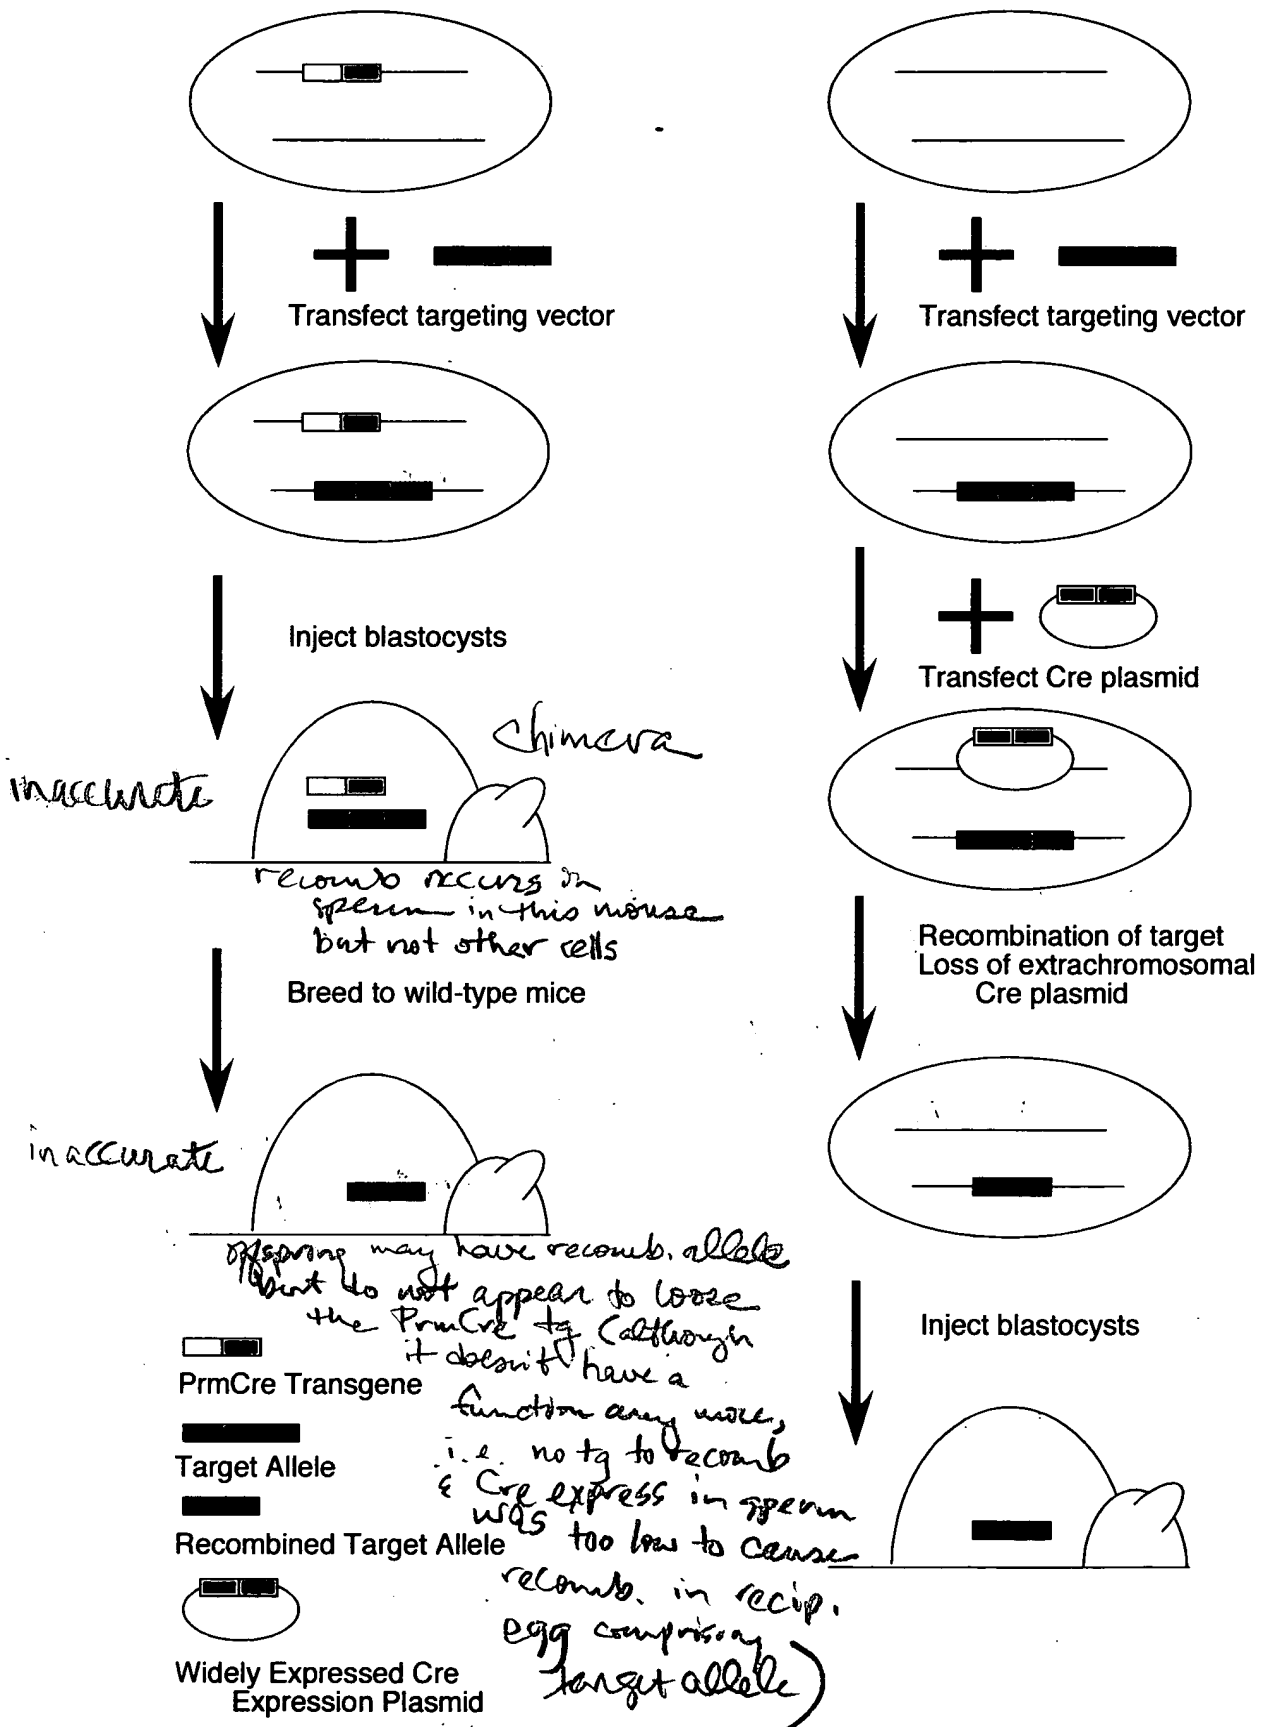 Transfect targeting vector
Transfect targeting vector
Inject blastocysts
Transfect Cre plasmid
chimera
inaccurate
recomb occurs in
sperm in this mouse
but not other cells
Recombination of target
Loss of extrachromosomal
Cre plasmid
Breed to wild-type mice
inaccurate
offspring may have recomb. allele
but do not appear to loose
the PrmCre tg (although
it doesn't have a
function any more,
i.e. no tg to recomb
& Cre express in sperm
was too low to cause
recomb. in recip.
egg comprising
target allele)
Inject blastocysts
PrmCre Transgene
Target Allele
Recombined Target Allele
Widely Expressed Cre
Expression Plasmid